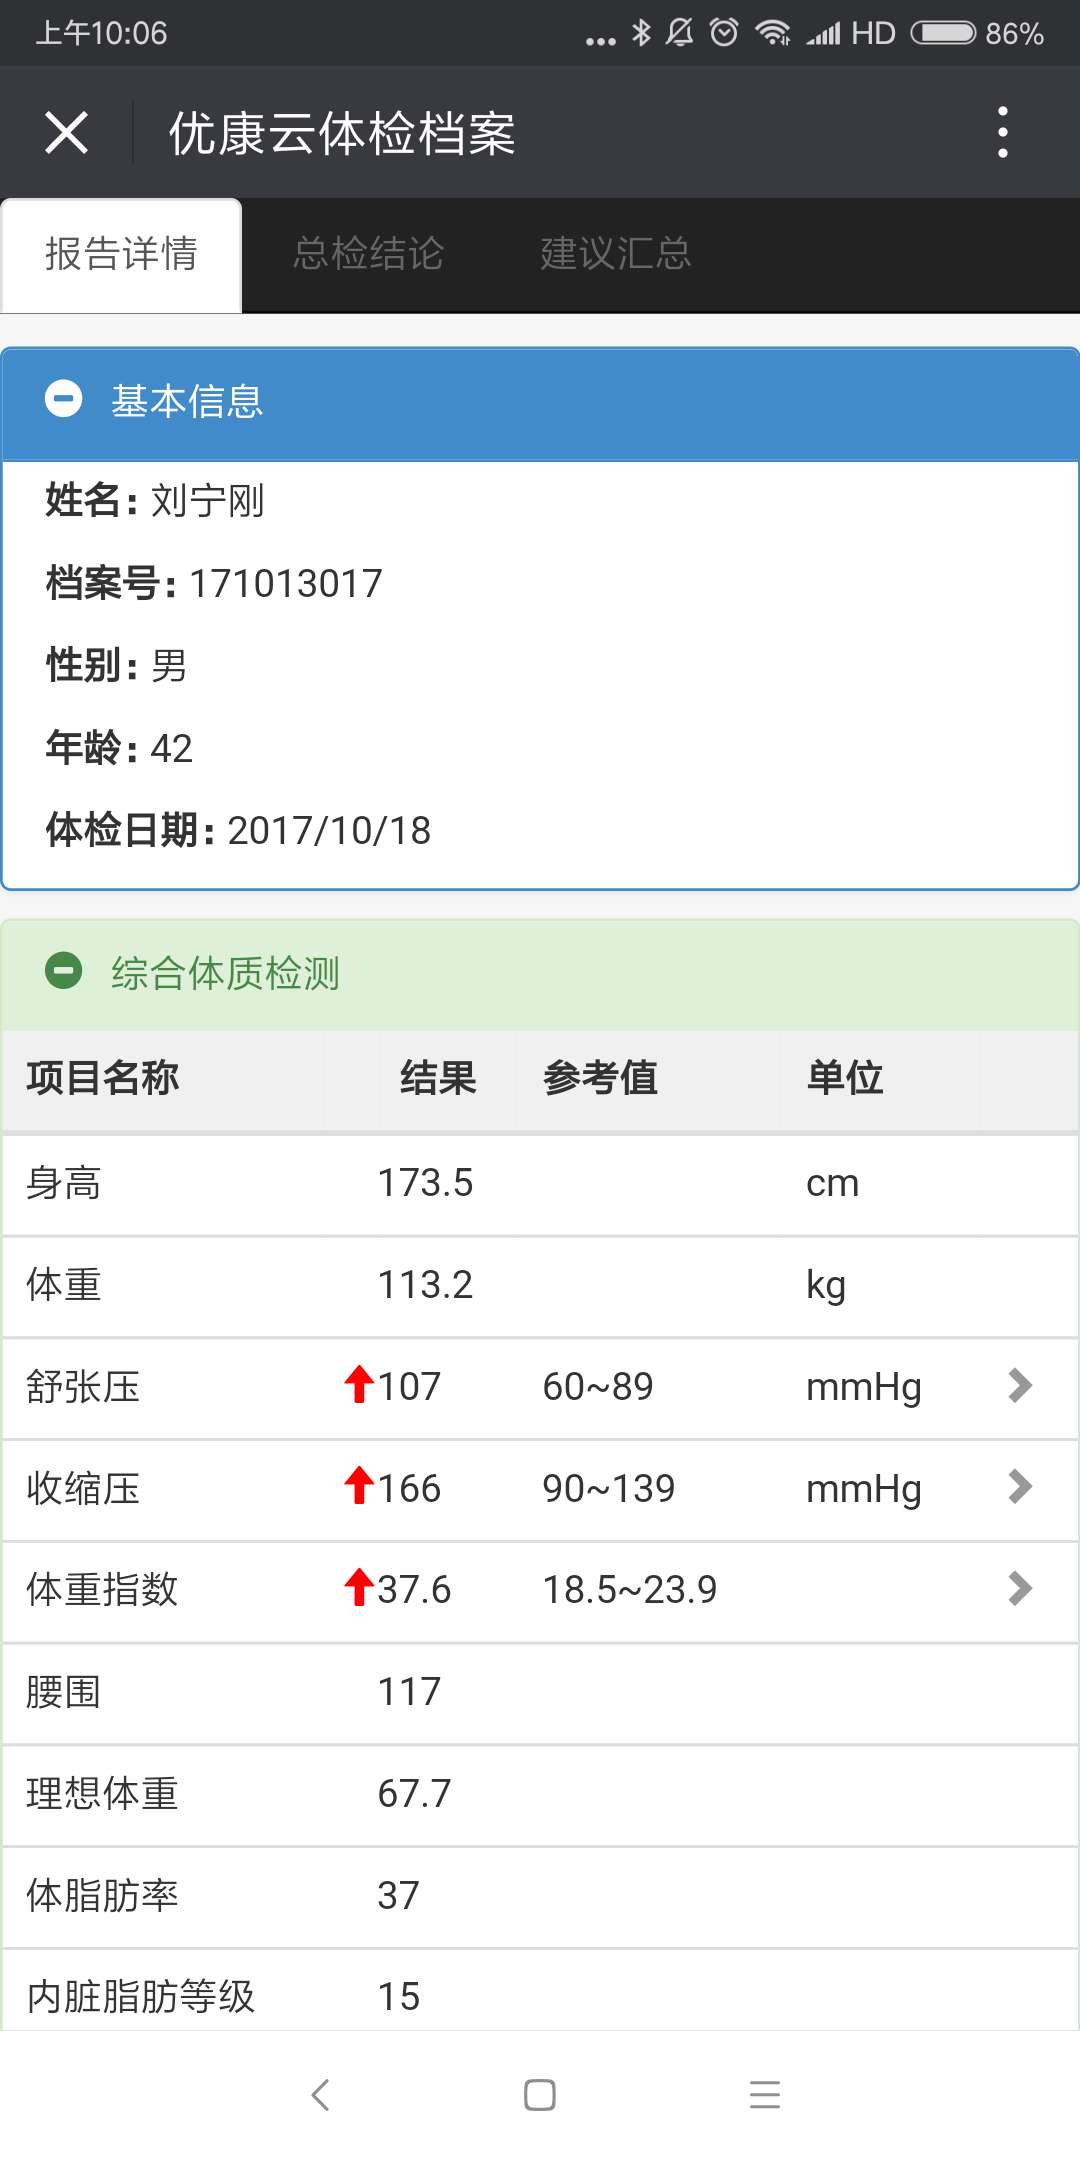 上午10:06 ... HD 86%
优康云体检档案
报告详情 总检结论 建议汇总
基本信息
姓名: 刘宁刚
档案号: 171013017
性别: 男
年龄: 42
体检日期: 2017/10/18
综合体质检测
项目名称 结果 参考值 单位
身高 173.5 cm
体重 113.2 kg
舒张压 107 60~89 mmHg
收缩压 166 90~139 mmHg
体重指数 37.6 18.5~23.9
腰围 117
理想体重 67.7
体脂肪率 37
内脏脂肪等级 15